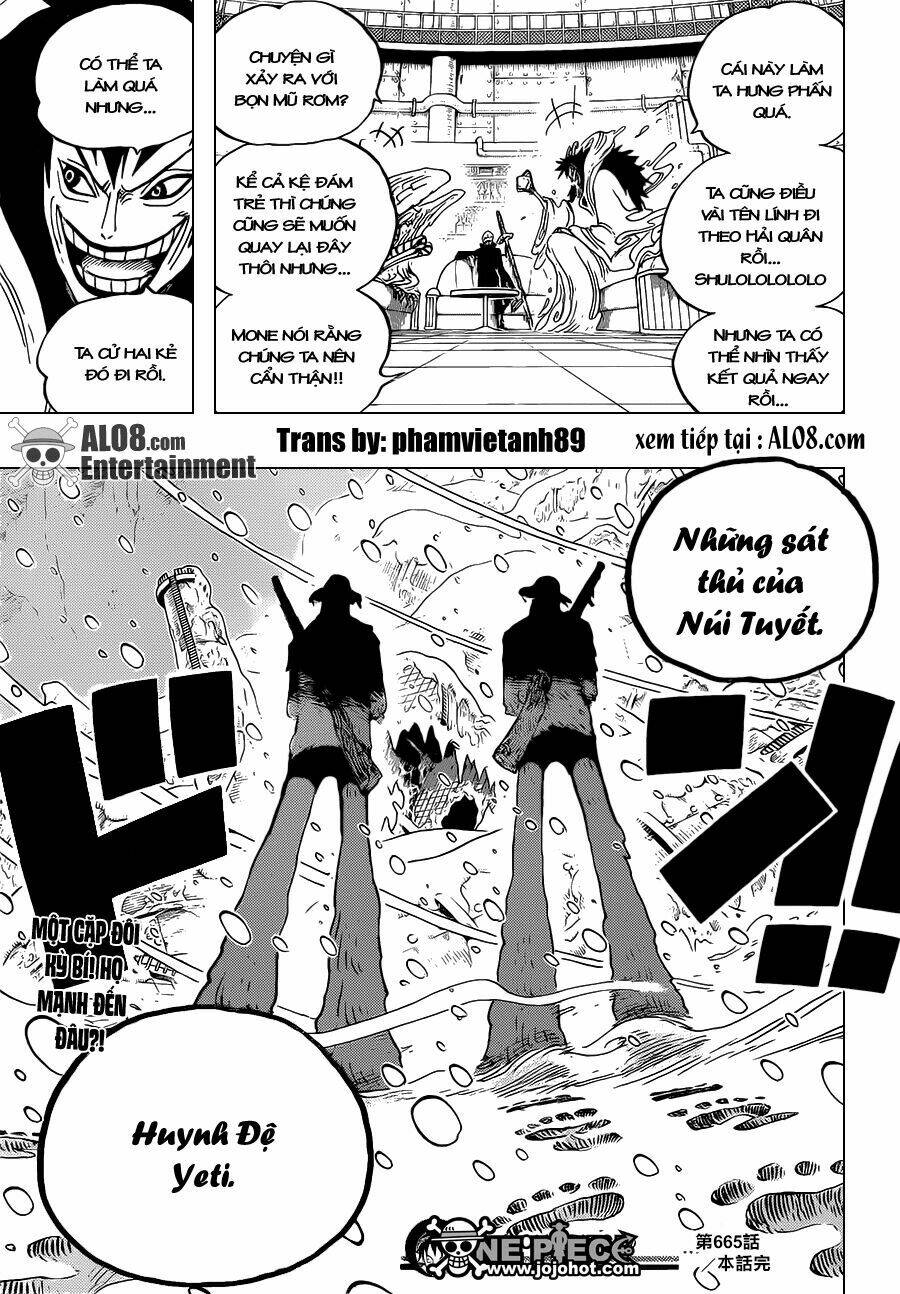 CÁI NÀY LÀM
TA HƯNG PHẤN
QUÁ.
TA CŨNG ĐIỀU
VÀI TÊN LÍNH ĐI
THEO HẢI QUÂN
RỒI...
SHULOLOLOLOLO
NHƯNG TA CÓ
THỂ NHÌN THẤY
KẾT QUẢ NGAY
RỒI...
CHUYỆN GÌ
XẢY RA VỚI
BỌN MŨ RƠM?
KỂ CẢ KỆ ĐÁM
TRẺ THÌ CHÚNG
CŨNG SẼ MUỐN
QUAY LẠI ĐÂY
THÔI NHƯNG...
MONE NÓI RẰNG
CHÚNG TA NÊN
CẨN THẬN!!
CÓ THỂ TA
LÀM QUÁ
NHƯNG...
TA CỬ HAI KẺ
ĐÓ ĐI RỒI.
AL08.com
Entertainment
Trans by: phamvietanh89
xem tiếp tại : AL08.com
Những sát
thủ của
Núi Tuyết.
ドン!!
MỘT CẶP ĐÔI
KỲ BÍ! HỌ
MẠNH ĐẾN
ĐÂU?!
Huynh Đệ
Yeti.
ONE PIECE
www.jojohot.com
第665話
本話完